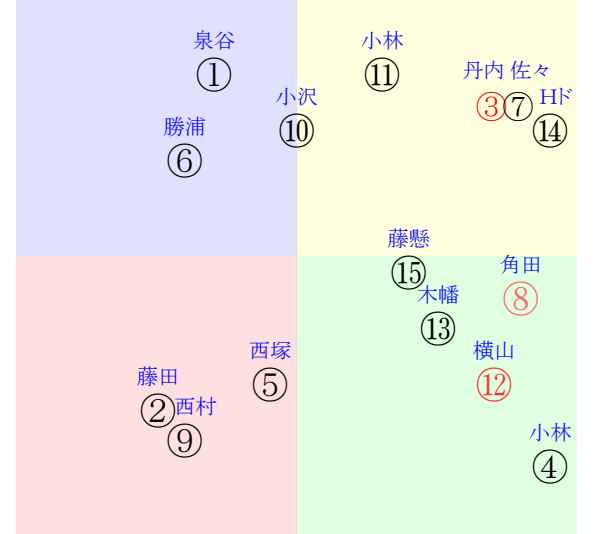 泉谷
①
小林
⑪
丹内 佐々
③⑦
Hド
⑭
小沢
⑩
勝浦
⑥
藤懸
⑮
角田
⑧
木幡
⑬
西塚
⑤
横山
⑫
藤田
②
西村
⑨
小林
④